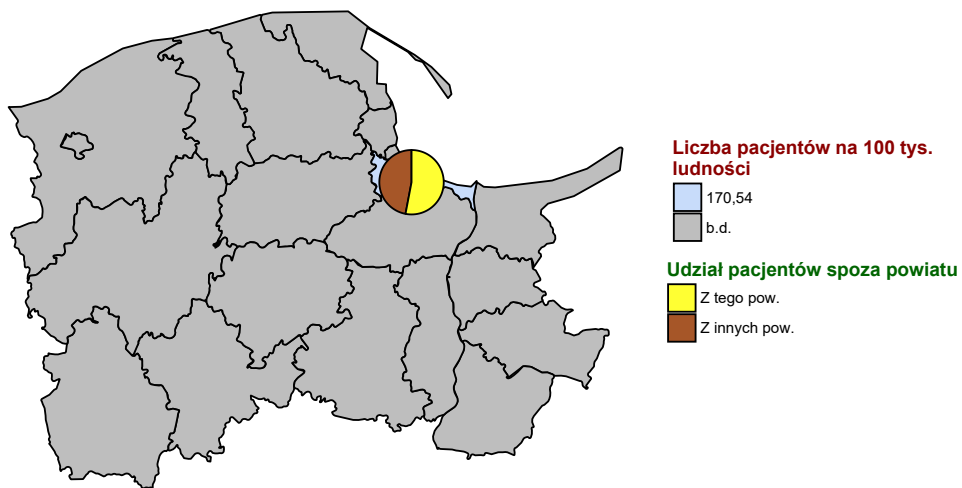 Liczba pacjentów na 100 tys.
ludności
170,54
b.d.
Udział pacjentów spoza powiatu
Z tego pow.
Z innych pow.